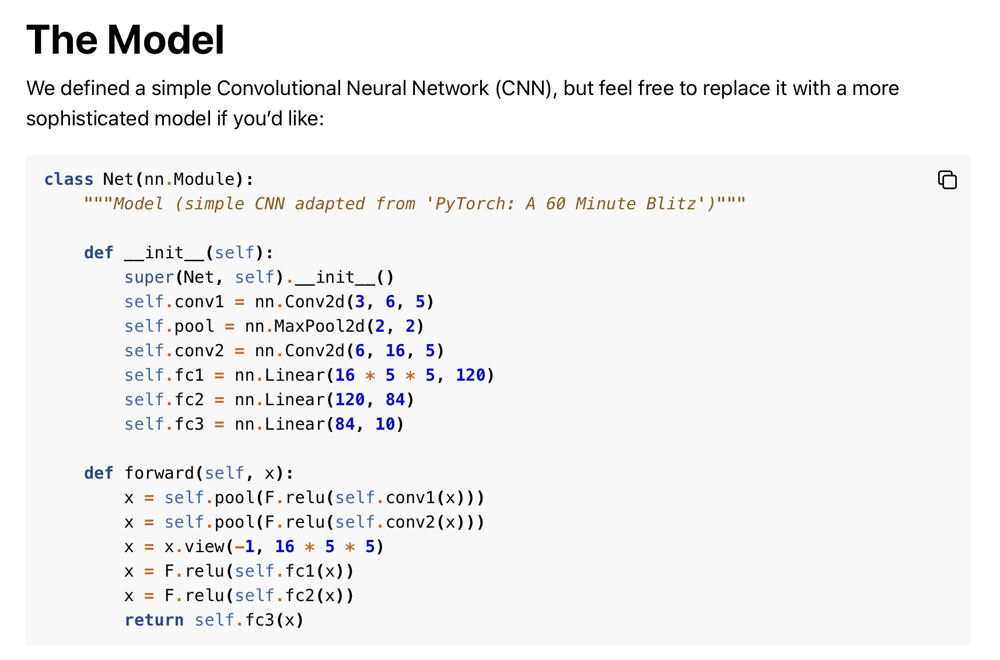 The Model
We defined a simple Convolutional Neural Network (CNN), but feel free to replace it with a more
sophisticated model if you’d like:
class Net(nn.Module):
    """Model (simple CNN adapted from 'PyTorch: A 60 Minute Blitz')"""

    def __init__(self):
        super(Net, self).__init__()
        self.conv1 = nn.Conv2d(3, 6, 5)
        self.pool = nn.MaxPool2d(2, 2)
        self.conv2 = nn.Conv2d(6, 16, 5)
        self.fc1 = nn.Linear(16 * 5 * 5, 120)
        self.fc2 = nn.Linear(120, 84)
        self.fc3 = nn.Linear(84, 10)

    def forward(self, x):
        x = self.pool(F.relu(self.conv1(x)))
        x = self.pool(F.relu(self.conv2(x)))
        x = x.view(-1, 16 * 5 * 5)
        x = F.relu(self.fc1(x))
        x = F.relu(self.fc2(x))
        return self.fc3(x)